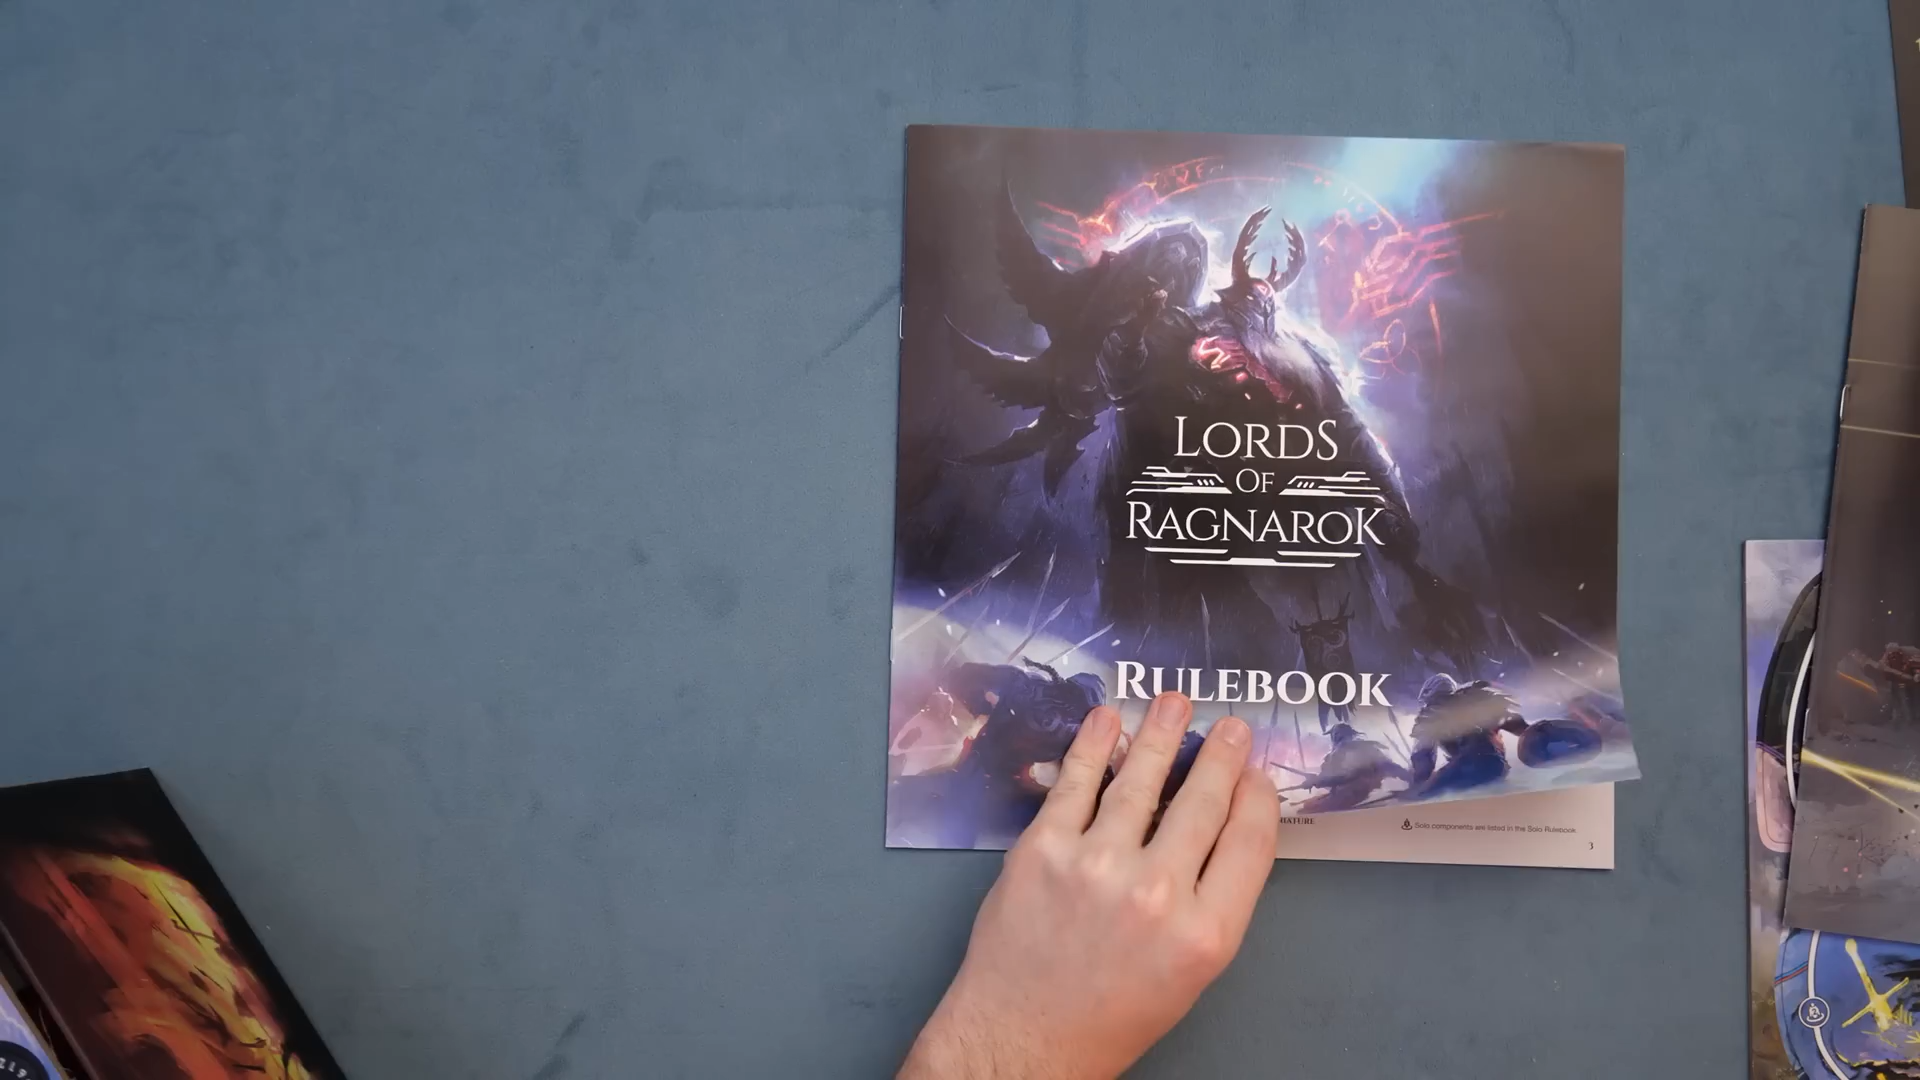 LORDS
OF
RAGNAROK
RULEBOOK
Solo components are listed in the Solo Rulebook
3